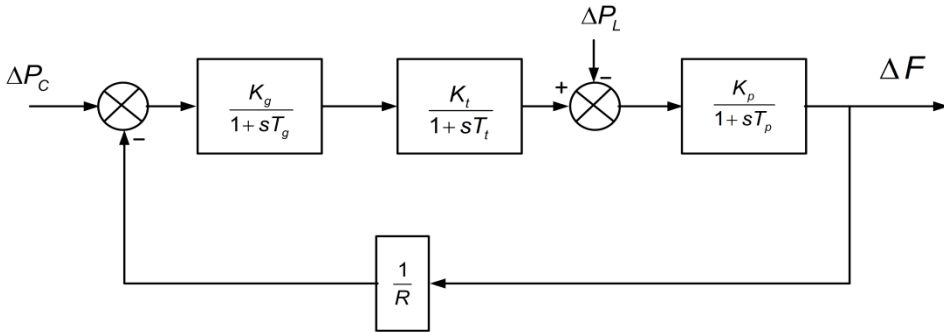 ΔP_L
ΔP_C
K_g
1 + sT_g
K_t
1 + sT_t
+
−
K_p
1 + sT_p
ΔF
−
1
R